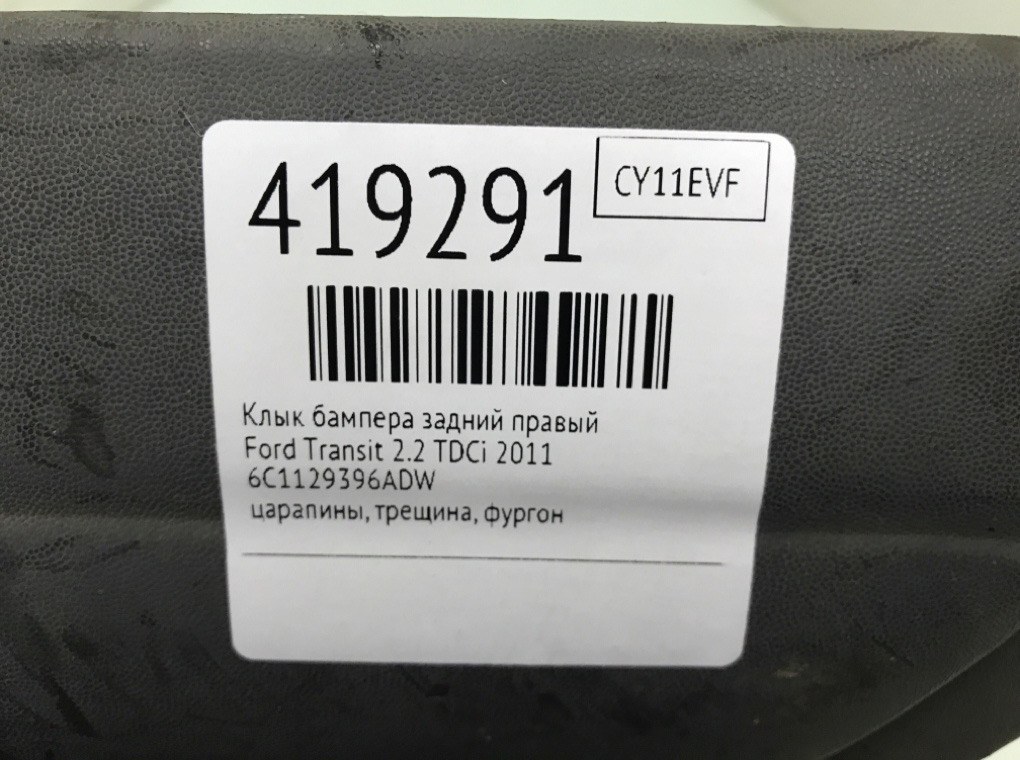 419291
CY11EVF
Клык бампера задний правый
Ford Transit 2.2 TDCi 2011
6C1129396ADW
царапины, трещина, фургон